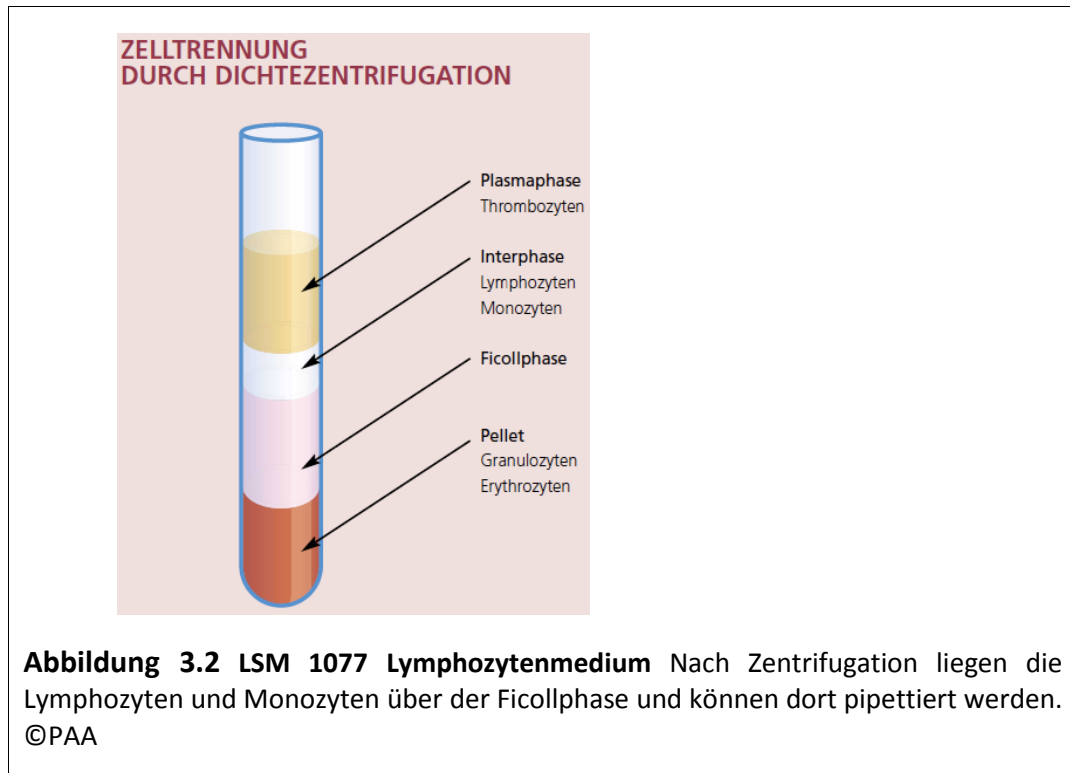 ZELLTRENNUNG
DURCH DICHTEZENTRIFUGATION
Plasmaphase
Thrombozyten
Interphase
Lymphozyten
Monozyten
Ficollphase
Pellet
Granulozyten
Erythrozyten
Abbildung 3.2 LSM 1077 Lymphozytenmedium Nach Zentrifugation liegen die
Lymphozyten und Monozyten über der Ficollphase und können dort pipettiert werden.
©PAA